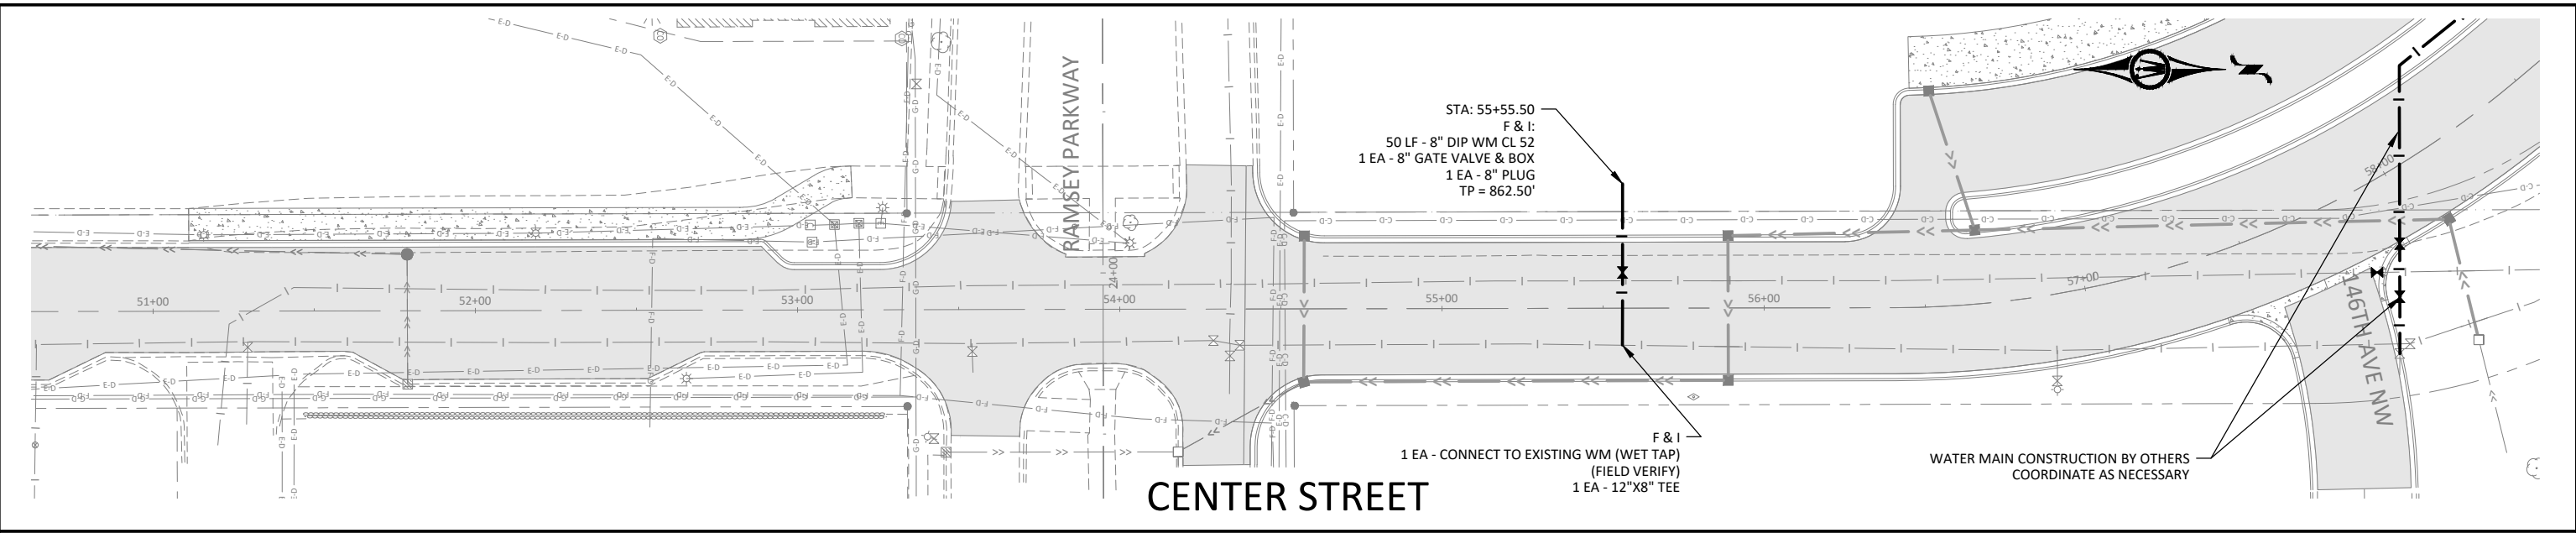 RAMSEY PARKWAY
STA: 55+55.50
F & I:
50 LF - 8" DIP WM CL 52
1 EA - 8" GATE VALVE & BOX
1 EA - 8" PLUG
TP = 862.50'
51+00
52+00
53+00
54+00
24+00
55+00
56+00
57+00
58+00
146TH AVE NW
F & I
1 EA - CONNECT TO EXISTING WM (WET TAP)
(FIELD VERIFY)
1 EA - 12"X8" TEE
WATER MAIN CONSTRUCTION BY OTHERS
COORDINATE AS NECESSARY
CENTER STREET
E-D
F-D
G-D
C-D